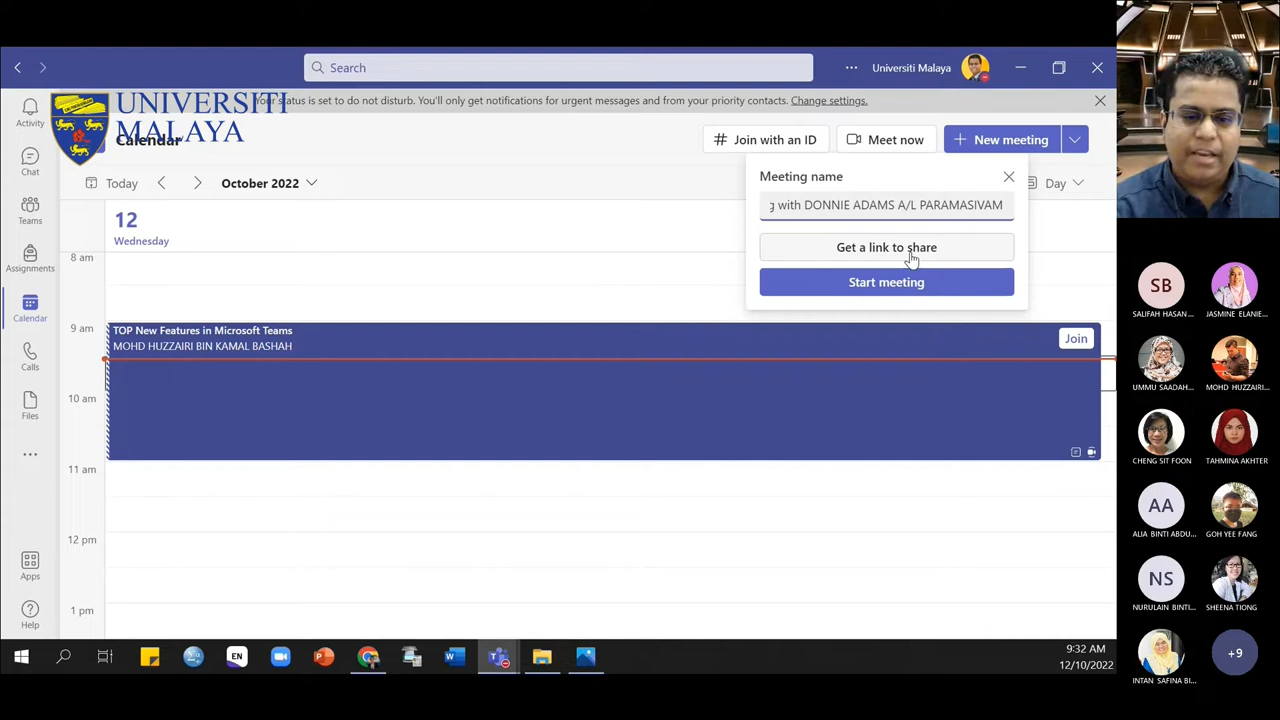 Search
Universiti Malaya
Your status is set to do not disturb. You'll only get notifications for urgent messages and from your priority contacts. Change settings.
UNIVERSITI
MALAYA
Calendar
Join with an ID
Meet now
New meeting
Today
October 2022
Day
Meeting name
g with DONNIE ADAMS A/L PARAMASIVAM
Get a link to share
Start meeting
Activity
Chat
Teams
Assignments
Calendar
Calls
Files
Apps
Help
12
Wednesday
8 am
9 am
TOP New Features in Microsoft Teams
MOHD HUZZAIRI BIN KAMAL BASHAH
Join
10 am
11 am
12 pm
1 pm
SB
SALIFAH HASAN ...
JASMINE ELANIE...
UMMU SAADAH...
MOHD HUZZAIRI...
CHENG SIT FOON
TAHMINA AKHTER
AA
ALIA BINTI ABDU...
GOH YEE FANG
NS
NURULAIN BINTI...
SHEENA TIONG
INTAN SAFINA BI...
+9
EN
9:32 AM
12/10/2022